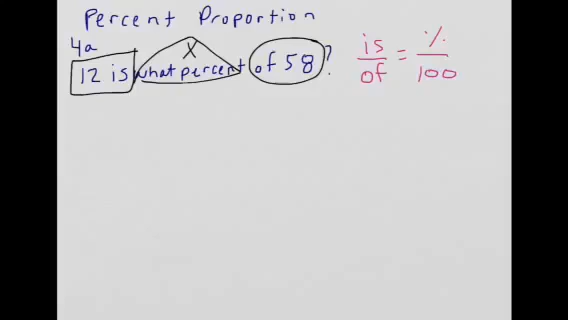 Percent Proportion
4a
12 is what percent of 58?
X
is/of = %/100